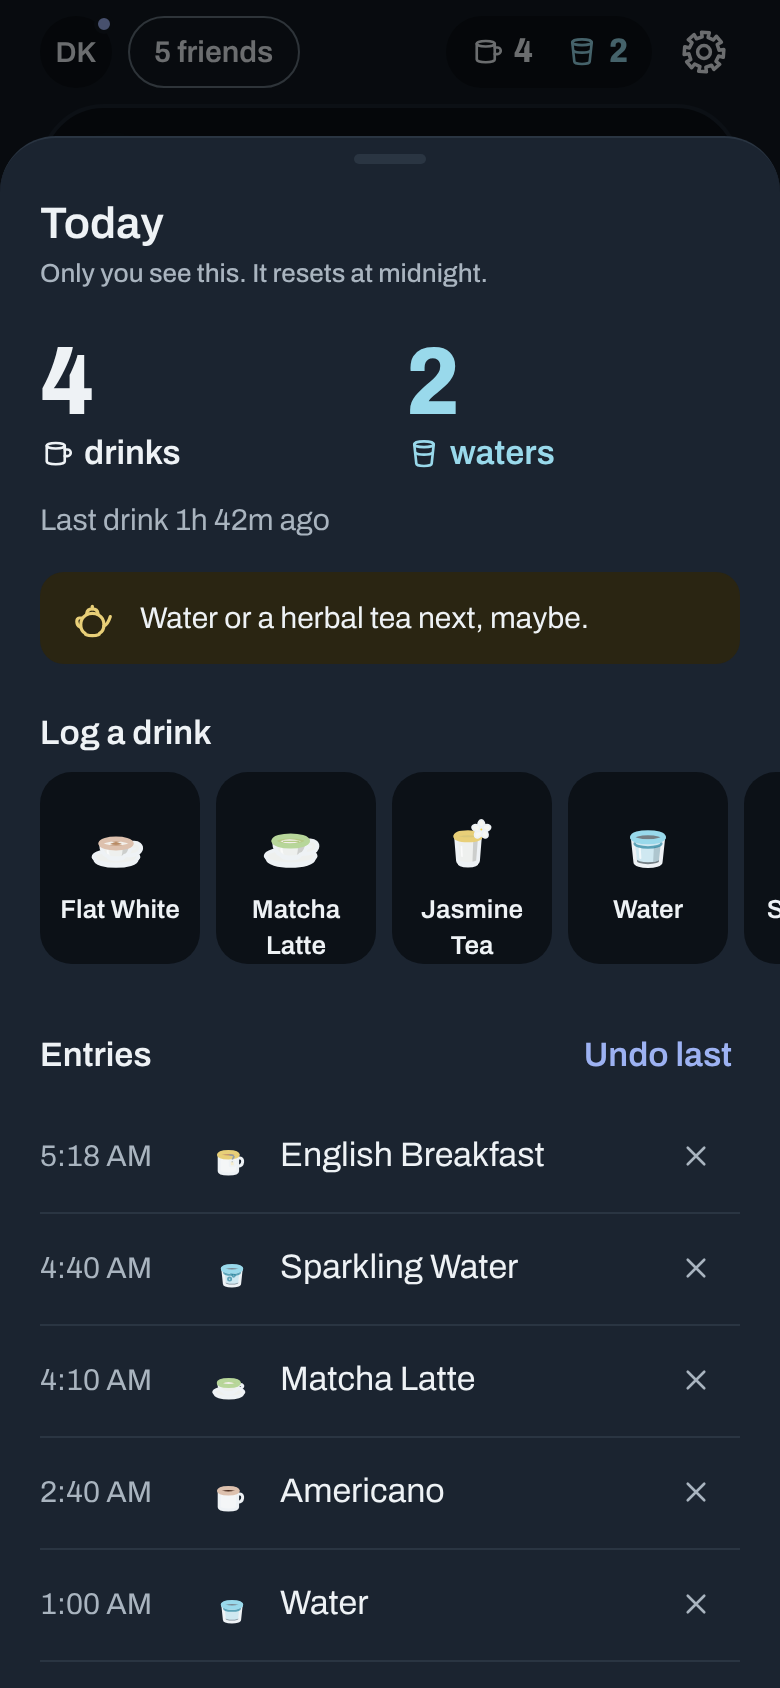 DK
5 friends
4
2
Today
Only you see this. It resets at midnight.
4
2
drinks
waters
Last drink 1h 42m ago
Water or a herbal tea next, maybe.
Log a drink
Flat White
Matcha
Latte
Jasmine
Tea
Water
S
Entries
Undo last
5:18 AM English Breakfast
4:40 AM Sparkling Water
4:10 AM Matcha Latte
2:40 AM Americano
1:00 AM Water